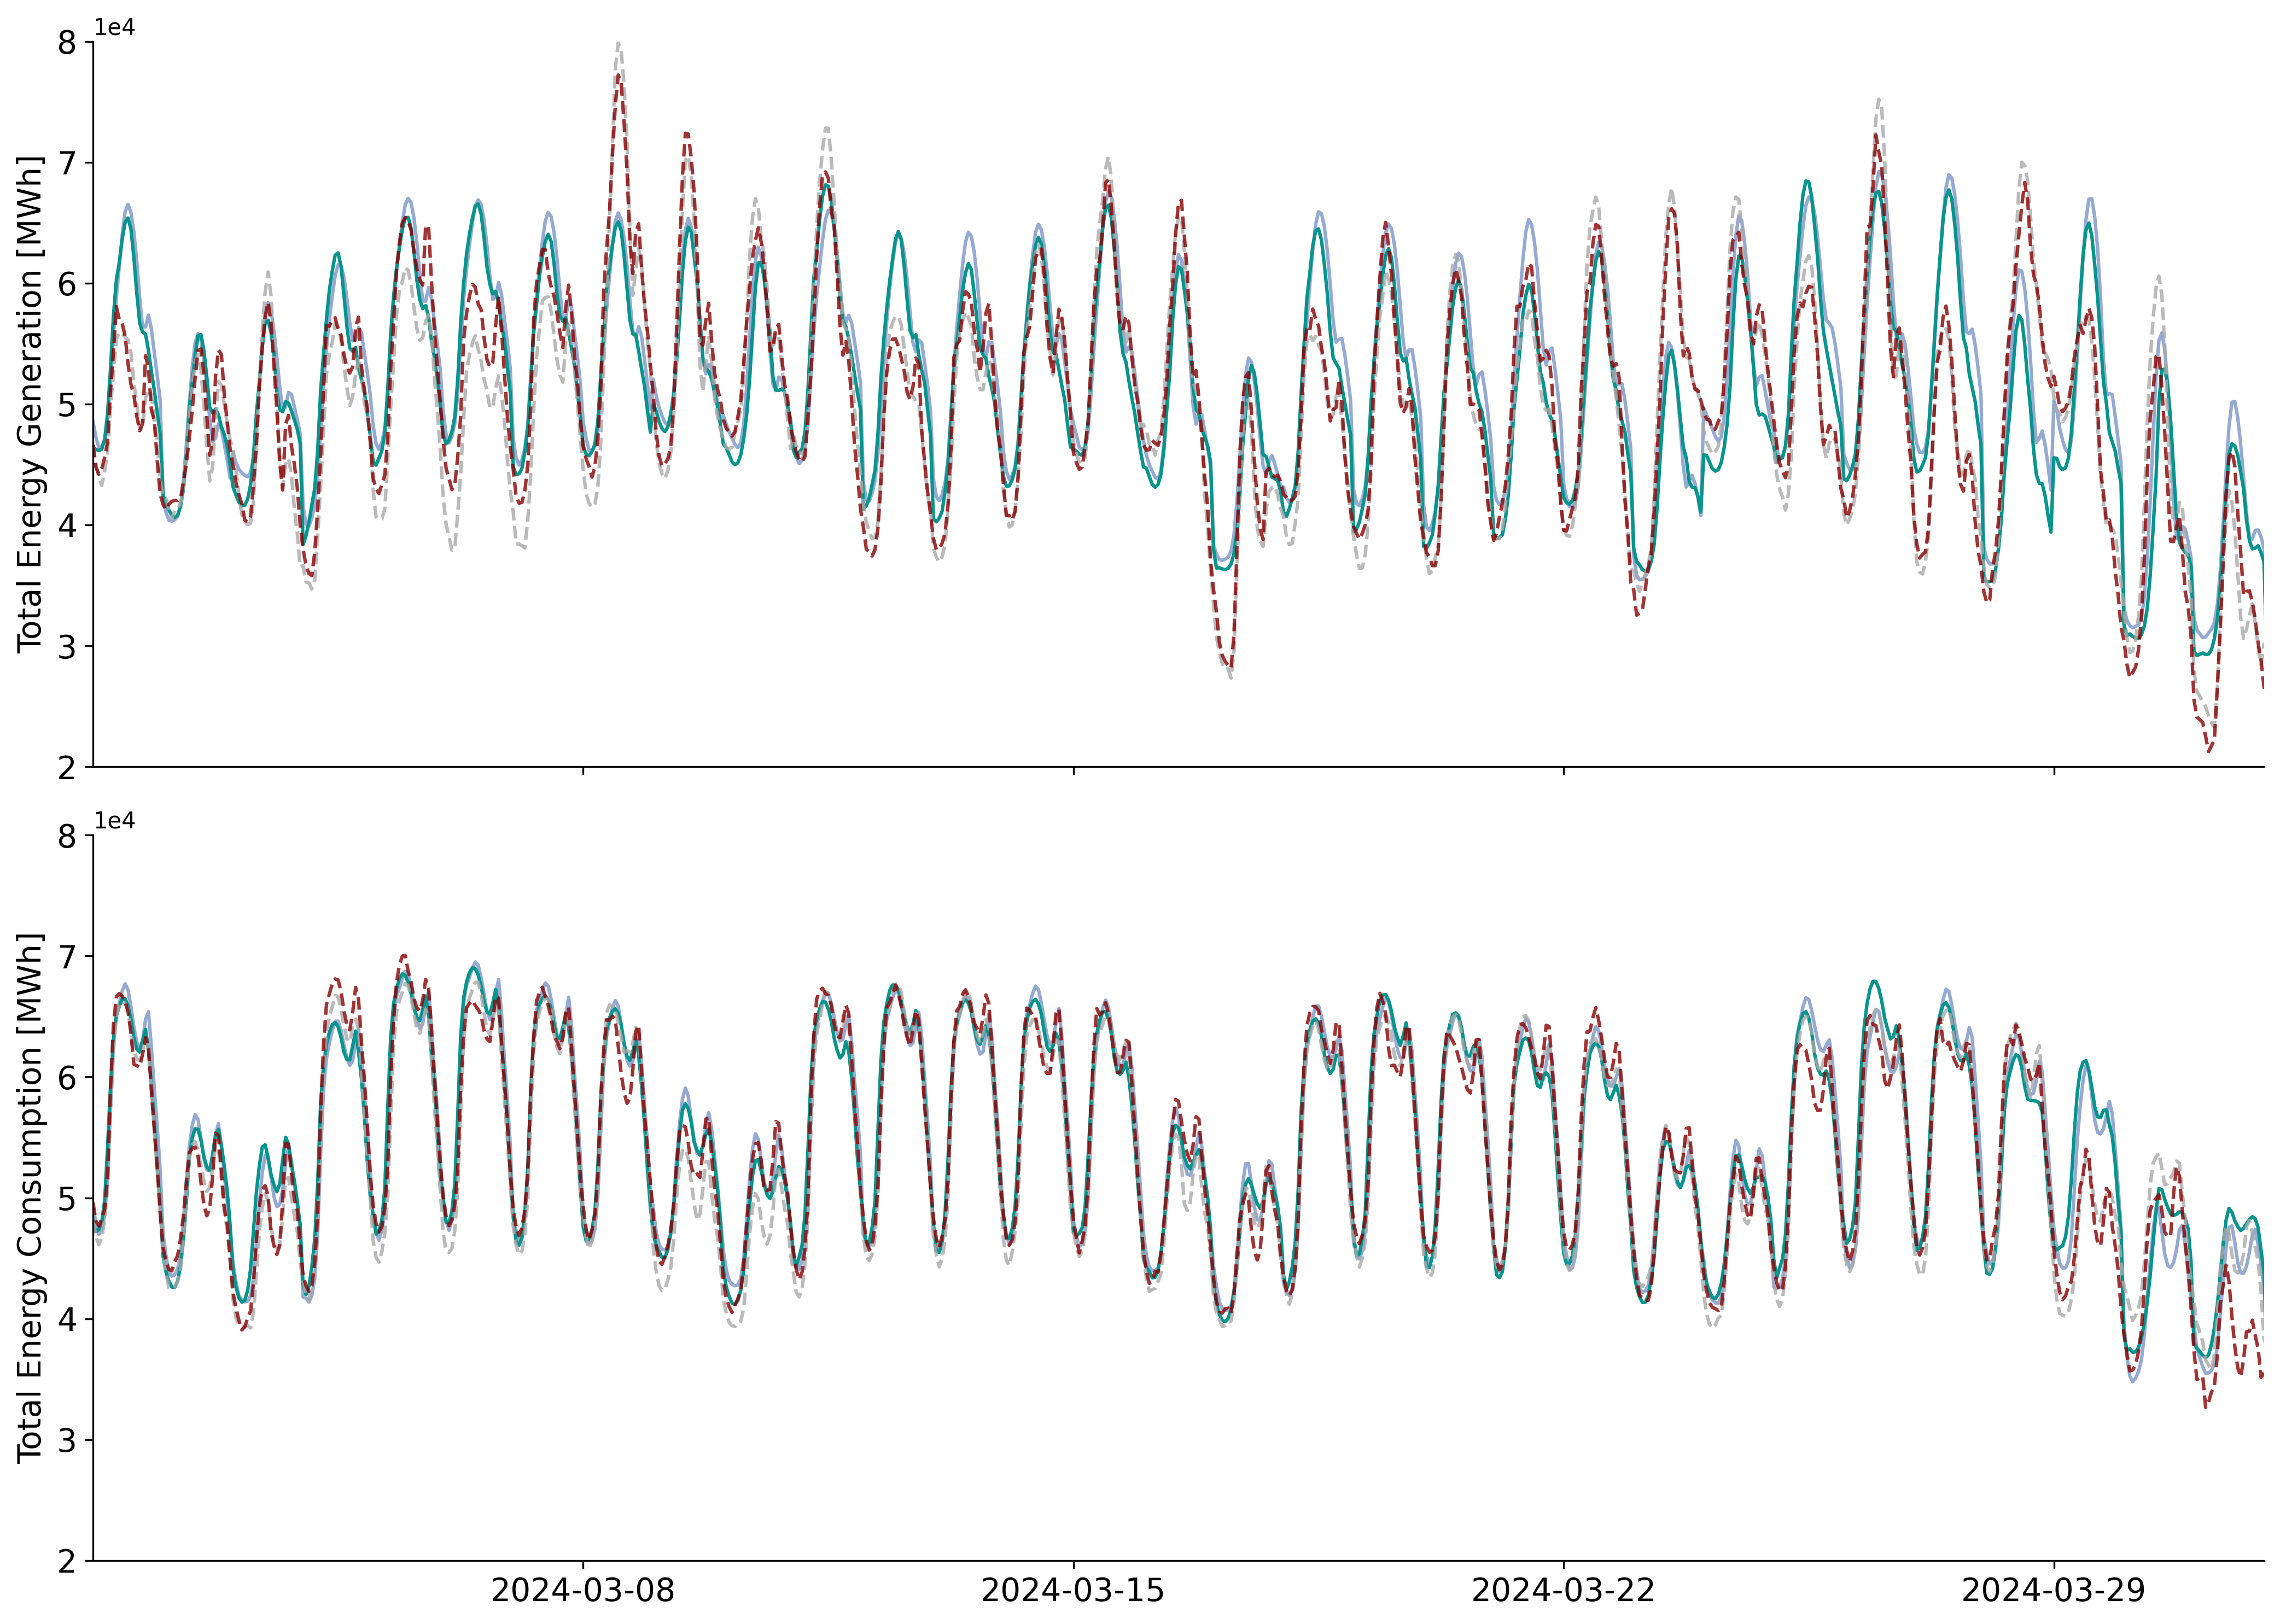 1e4
8
7
6
5
4
3
2
Total Energy Generation [MWh]
1e4
8
7
6
5
4
3
2
Total Energy Consumption [MWh]
2024-03-08 2024-03-15 2024-03-22 2024-03-29